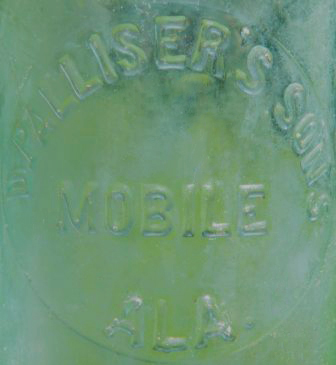 D. PALLISER'S SONS
MOBILE
ALA.